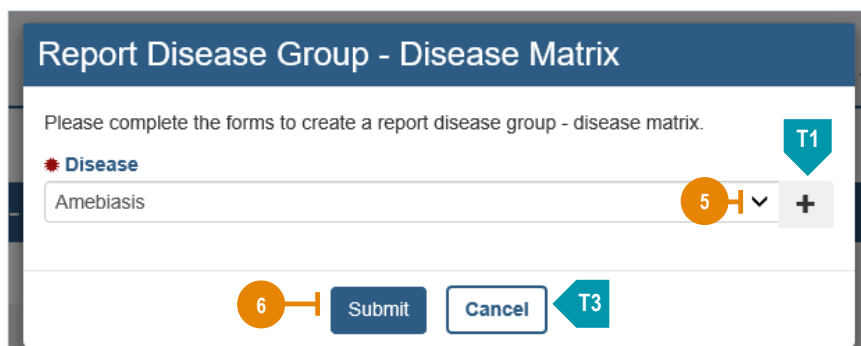 Report Disease Group - Disease Matrix
Please complete the forms to create a report disease group - disease matrix.
T1
Disease
Amebiasis
5
+
6
Submit
Cancel
T3